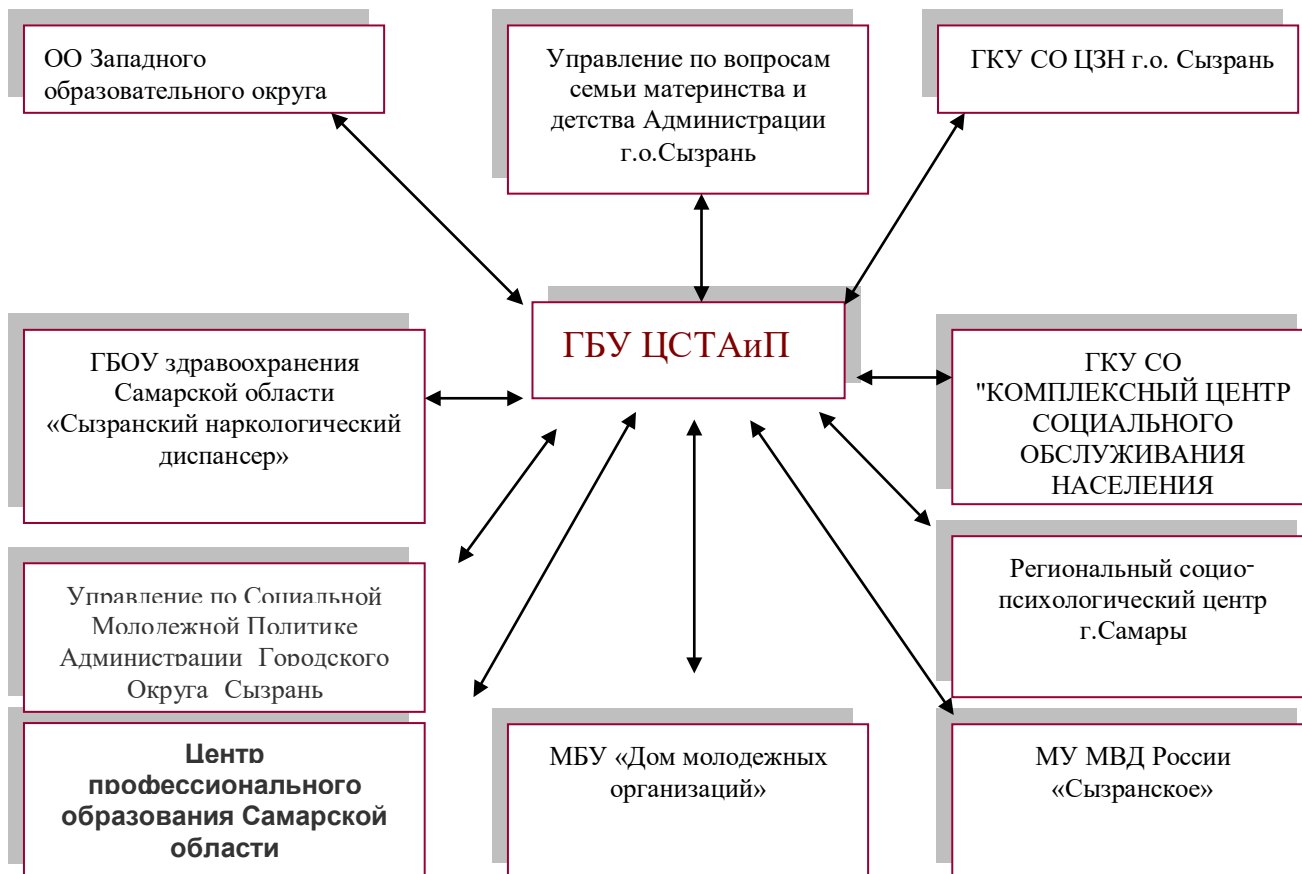 ОО Западного
образовательного округа
Управление по вопросам
семьи материнства и
детства Администрации
г.о.Сызрань
ГКУ СО ЦЗН г.о. Сызрань
ГБУ ЦСТАиП
ГБОУ здравоохранения
Самарской области
«Сызранский наркологический
диспансер»
ГКУ СО
"КОМПЛЕКСНЫЙ ЦЕНТР
СОЦИАЛЬНОГО
ОБСЛУЖИВАНИЯ
НАСЕЛЕНИЯ
Управление по Социальной
Молодежной Политике
Администрации Городского
Округа Сызрань
Региональный социо-
психологический центр
г.Самары
Центр
профессионального
образования Самарской
области
МБУ «Дом молодежных
организаций»
МУ МВД России
«Сызранское»